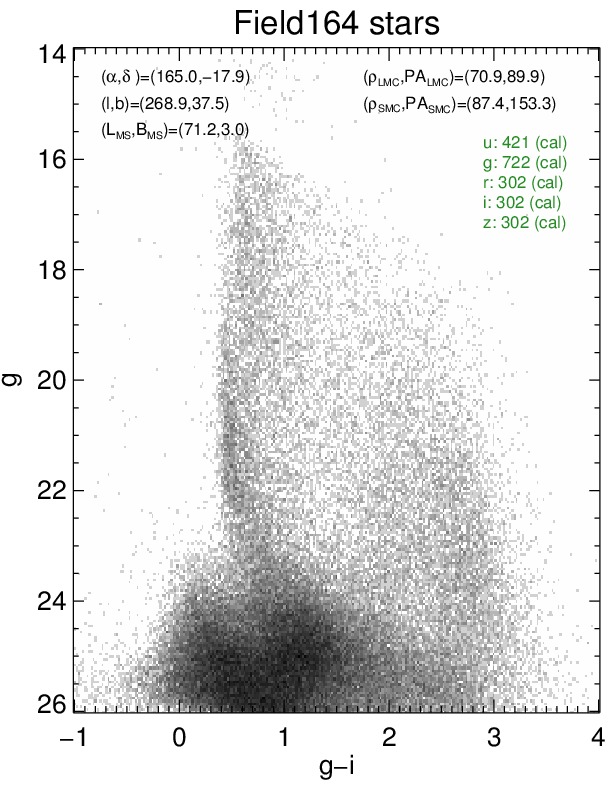 Field164 stars
(α,δ )=(165.0,−17.9)
(ρLMC,PALMC)=(70.9,89.9)
(l,b)=(268.9,37.5)
(ρSMC,PASMC)=(87.4,153.3)
(LMS,BMS)=(71.2,3.0)
u: 421 (cal)
g: 722 (cal)
r: 302 (cal)
i: 302 (cal)
z: 302 (cal)
14
16
18
20
22
24
26
g
−1 0 1 2 3 4
g−i